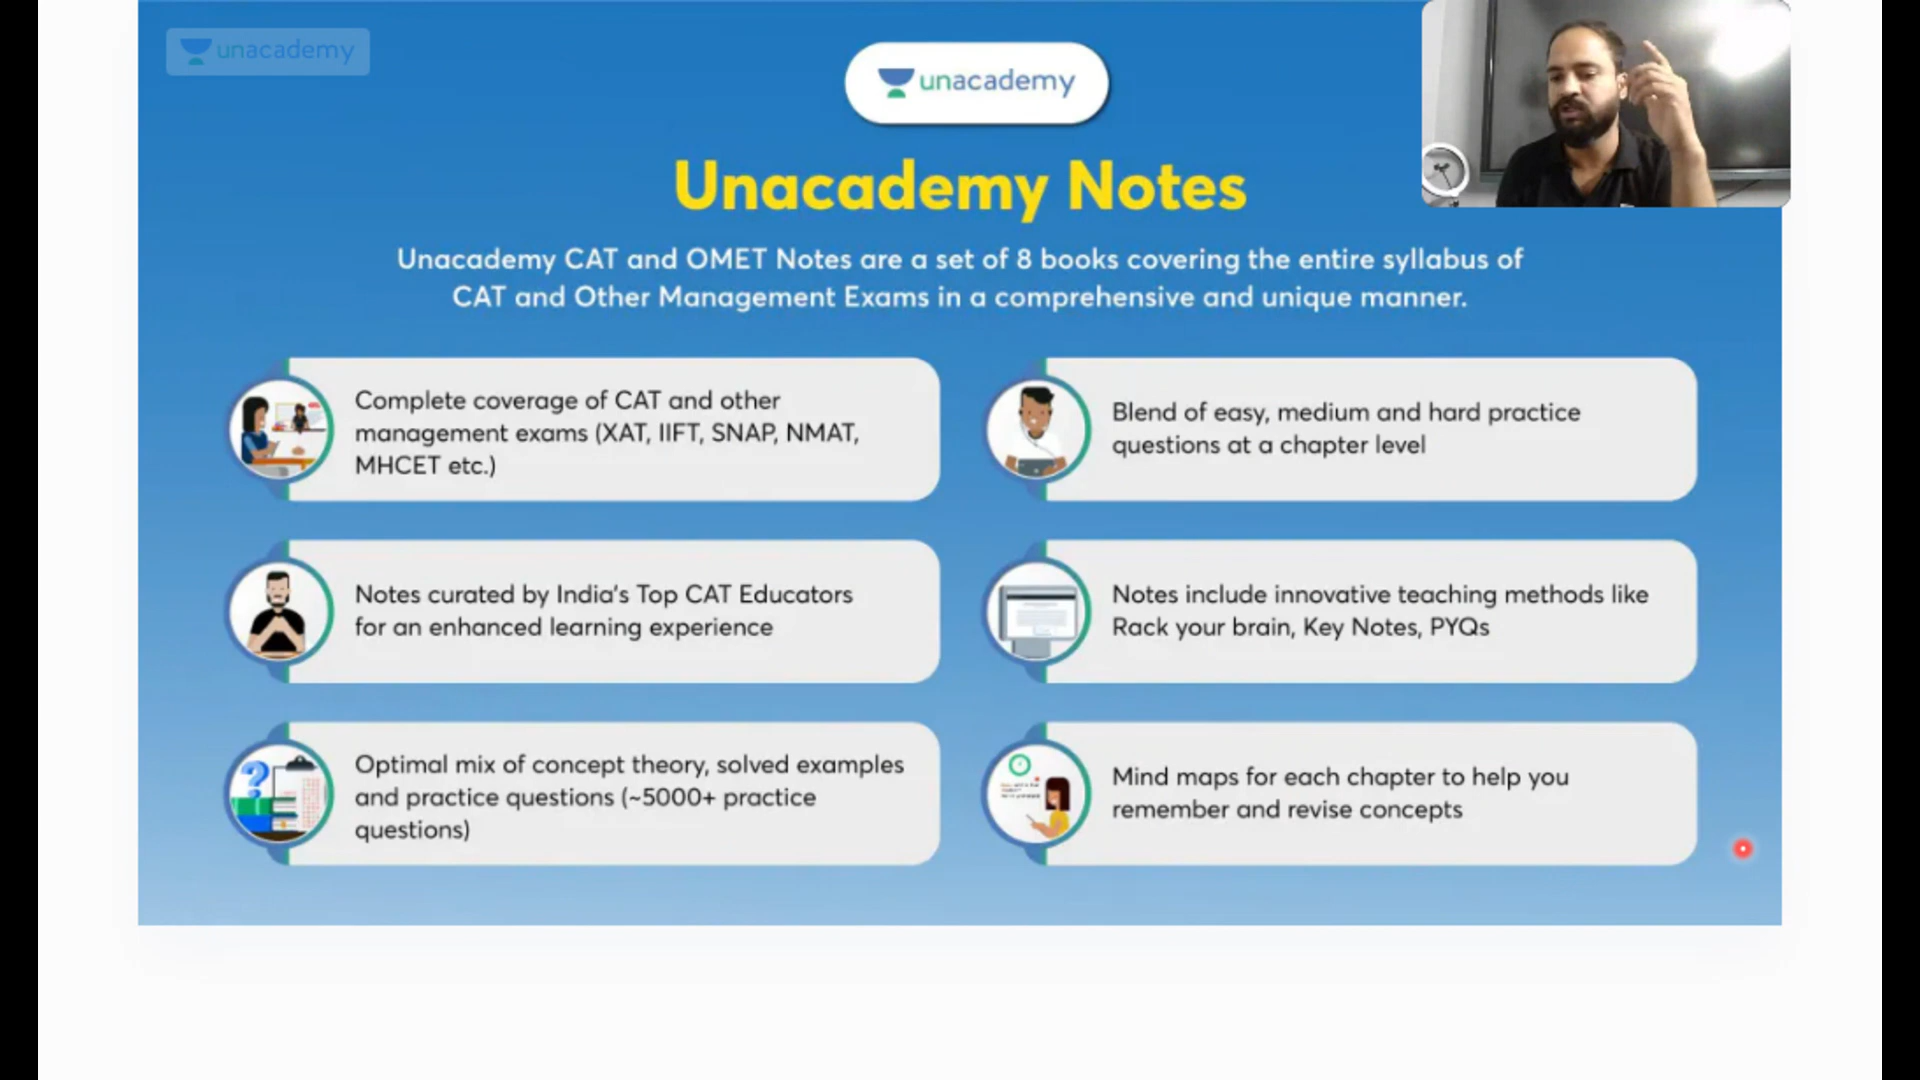 unacademy
unacademy
Unacademy Notes
Unacademy CAT and OMET Notes are a set of 8 books covering the entire syllabus of
CAT and Other Management Exams in a comprehensive and unique manner.
Complete coverage of CAT and other
management exams (XAT, IIFT, SNAP, NMAT,
MHCET etc.)
Blend of easy, medium and hard practice
questions at a chapter level
Notes curated by India's Top CAT Educators
for an enhanced learning experience
Notes include innovative teaching methods like
Rack your brain, Key Notes, PYQs
Optimal mix of concept theory, solved examples
and practice questions (~5000+ practice
questions)
Mind maps for each chapter to help you
remember and revise concepts